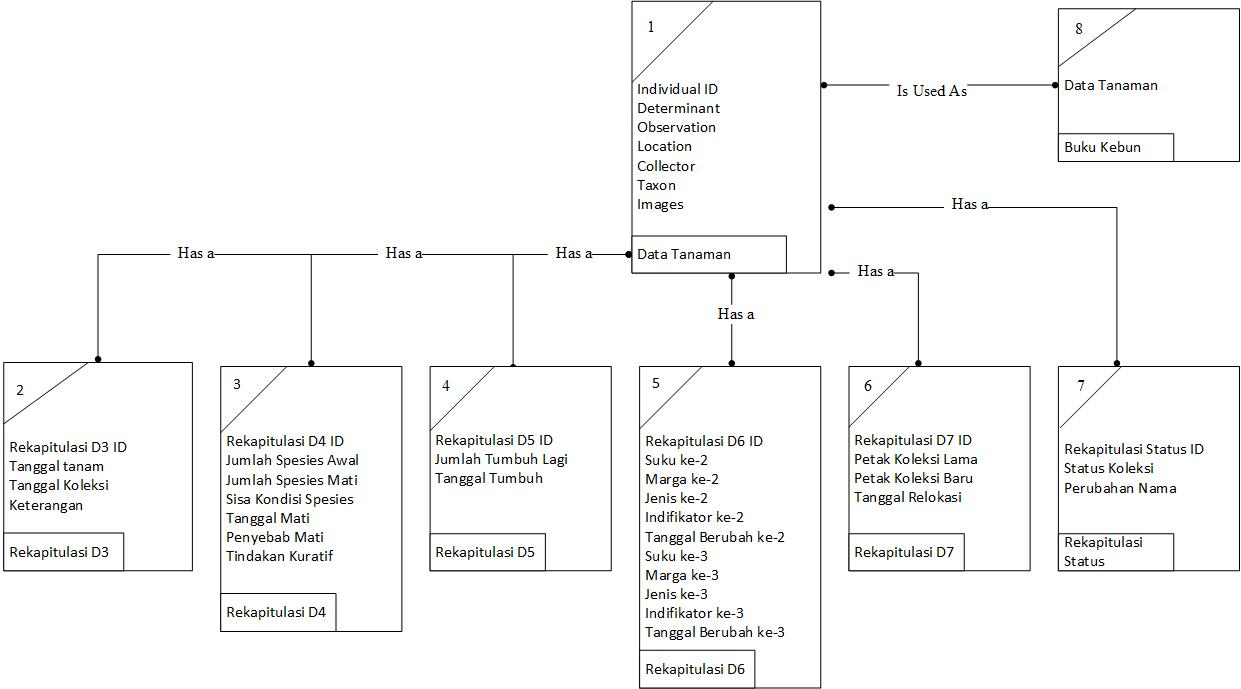 1
Individual ID
Determinant
Observation
Location
Collector
Taxon
Images
Data Tanaman
8
Data Tanaman
Buku Kebun
Is Used As
Has a
Has a
Has a
Has a
Has a
Has a
2
Rekapitulasi D3 ID
Tanggal tanam
Tanggal Koleksi
Keterangan
Rekapitulasi D3
3
Rekapitulasi D4 ID
Jumlah Spesies Awal
Jumlah Spesies Mati
Sisa Kondisi Spesies
Tanggal Mati
Penyebab Mati
Tindakan Kuratif
Rekapitulasi D4
4
Rekapitulasi D5 ID
Jumlah Tumbuh Lagi
Tanggal Tumbuh
Rekapitulasi D5
5
Rekapitulasi D6 ID
Suku ke-2
Marga ke-2
Jenis ke-2
Indifikator ke-2
Tanggal Berubah ke-2
Suku ke-3
Marga ke-3
Jenis ke-3
Indifikator ke-3
Tanggal Berubah ke-3
Rekapitulasi D6
6
Rekapitulasi D7 ID
Petak Koleksi Lama
Petak Koleksi Baru
Tanggal Relokasi
Rekapitulasi D7
7
Rekapitulasi Status ID
Status Koleksi
Perubahan Nama
Rekapitulasi
Status